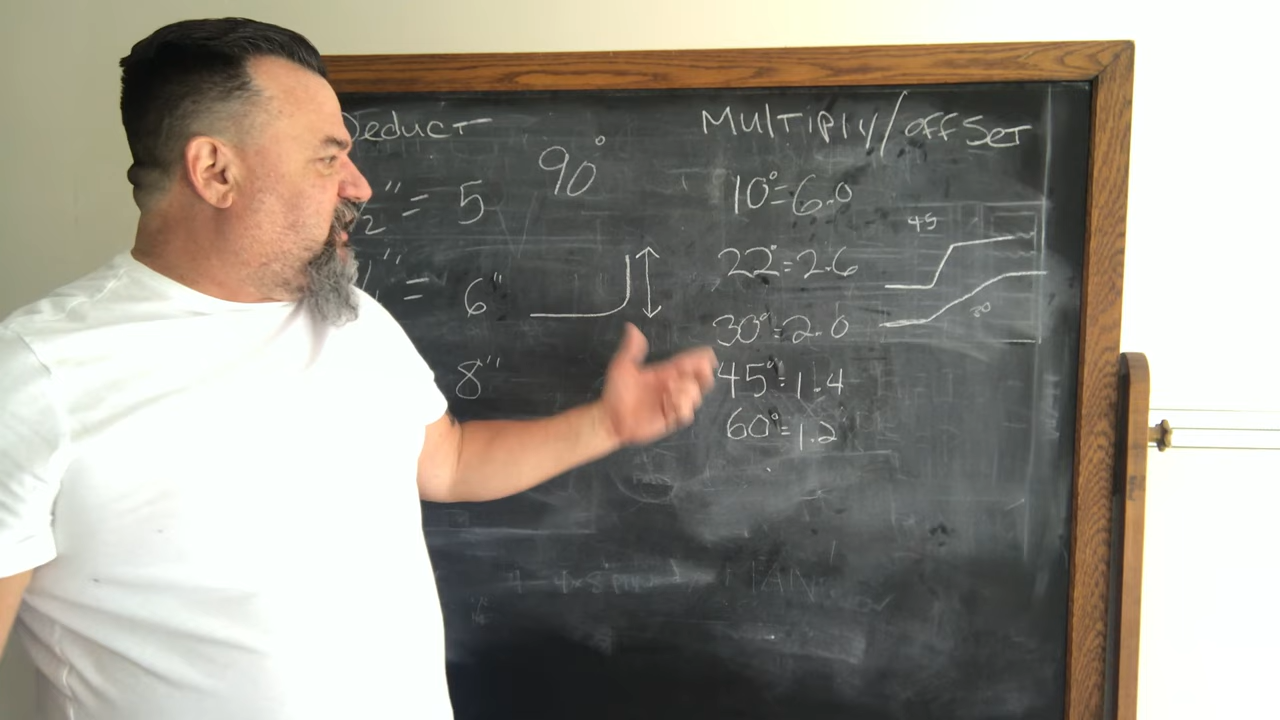 Deduct
2" = 5
4" = 6"
8"
90°
Multiply/offset
10°=6.0
22°=2.6
30°=2.0
45°=1.4
60°=1.2
45
30